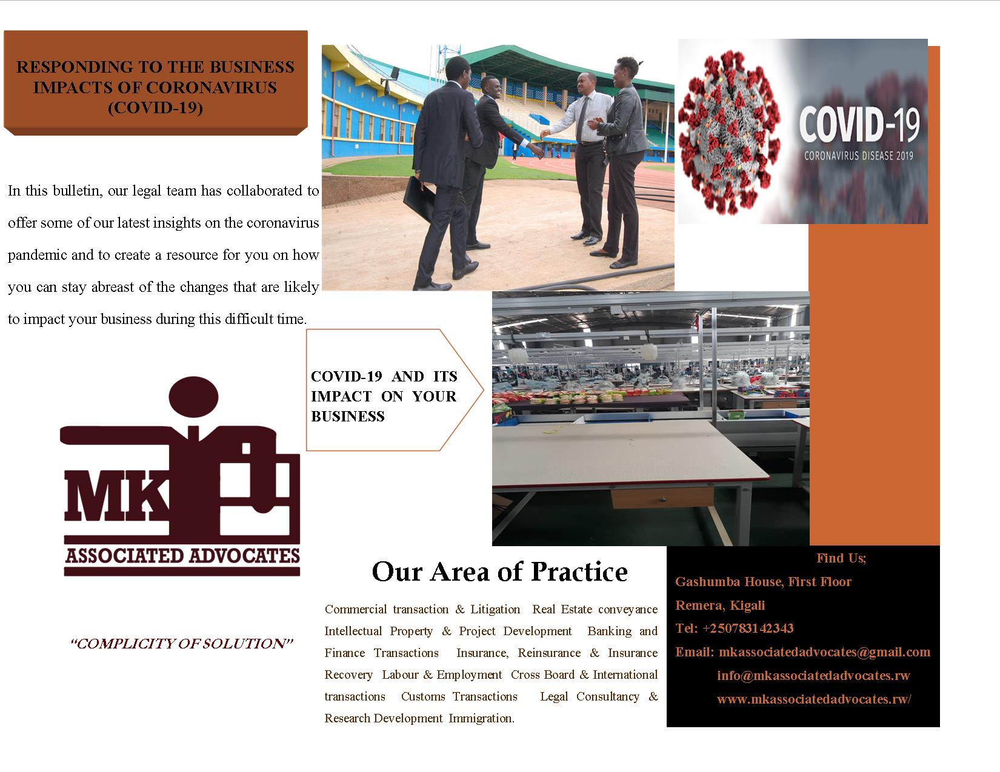 RESPONDING TO THE BUSINESS
IMPACTS OF CORONAVIRUS
(COVID-19)
COVID-19
CORONAVIRUS DISEASE 2019
In this bulletin, our legal team has collaborated to
offer some of our latest insights on the coronavirus
pandemic and to create a resource for you on how
you can stay abreast of the changes that are likely
to impact your business during this difficult time.
COVID-19 AND ITS
IMPACT ON YOUR
BUSINESS
MK
ASSOCIATED ADVOCATES
"COMPLICITY OF SOLUTION"
Our Area of Practice
Commercial transaction & Litigation Real Estate conveyance
Intellectual Property & Project Development Banking and
Finance Transactions Insurance, Reinsurance & Insurance
Recovery Labour & Employment Cross Board & International
transactions Customs Transactions Legal Consultancy &
Research Development Immigration.
Find Us;
Gashumba House, First Floor
Remera, Kigali
Tel: +250783142343
Email: mkassociatedadvocates@gmail.com
info@mkassociatedadvocates.rw
www.mkassociatedadvocates.rw/